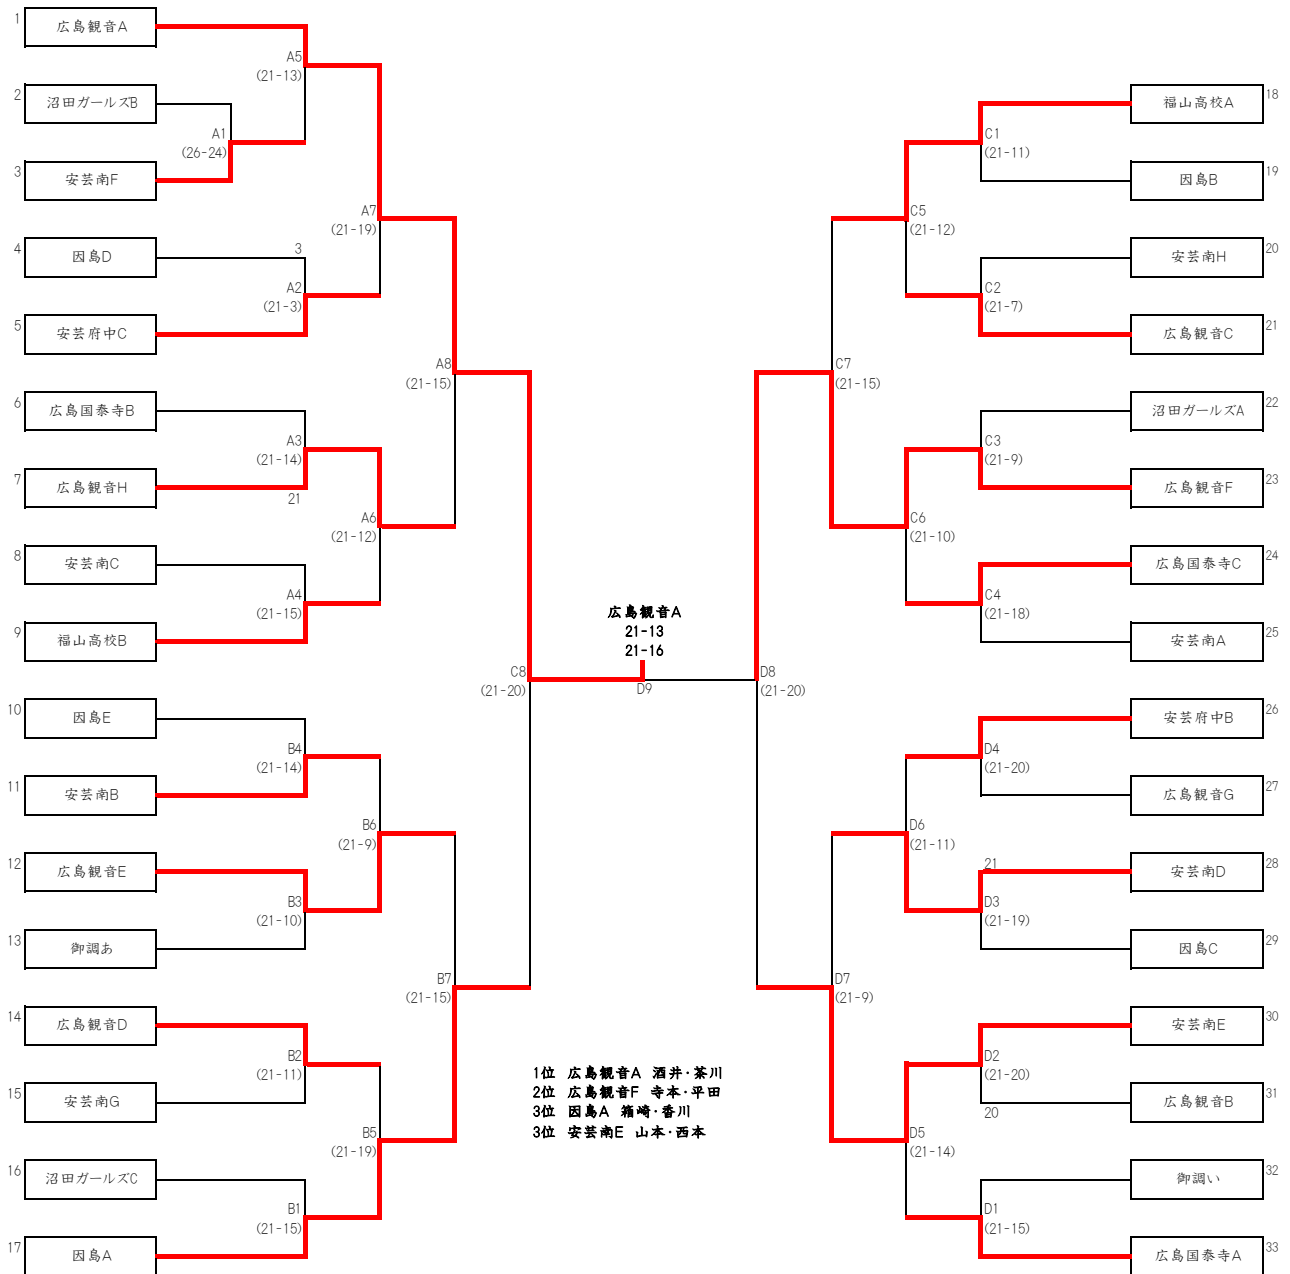 1 広島観音A
A5
(21-13)
2 沼田ガールズB
A1
(26-24)
3 安芸南F
A7
(21-19)
4 因島D
3
A2
(21-3)
5 安芸府中C
A8
(21-15)
6 広島国泰寺B
A3
(21-14)
7 広島観音H
21
A6
(21-12)
8 安芸南C
A4
(21-15)
9 福山高校B
C8
(21-20)
10 因島E
B4
(21-14)
11 安芸南B
B6
(21-9)
12 広島観音E
B3
(21-10)
13 御調あ
B7
(21-15)
14 広島観音D
B2
(21-11)
15 安芸南G
B5
(21-19)
16 沼田ガールズC
B1
(21-15)
17 因島A
広島観音A
21-13
21-16
D9
1位 広島観音A 酒井・茶川
2位 広島観音F 寺本・平田
3位 因島A 箱崎・香川
3位 安芸南E 山本・西本
福山高校A 18
C1
(21-11)
因島B 19
C5
(21-12)
安芸南H 20
C2
(21-7)
広島観音C 21
C7
(21-15)
沼田ガールズA 22
C3
(21-9)
広島観音F 23
C6
(21-10)
広島国泰寺C 24
C4
(21-18)
安芸南A 25
D8
(21-20)
安芸府中B 26
D4
(21-20)
広島観音G 27
D6
(21-11)
21
安芸南D 28
D3
(21-19)
因島C 29
D7
(21-9)
安芸南E 30
D2
(21-20)
広島観音B 31
20
D5
(21-14)
御調い 32
D1
(21-15)
広島国泰寺A 33